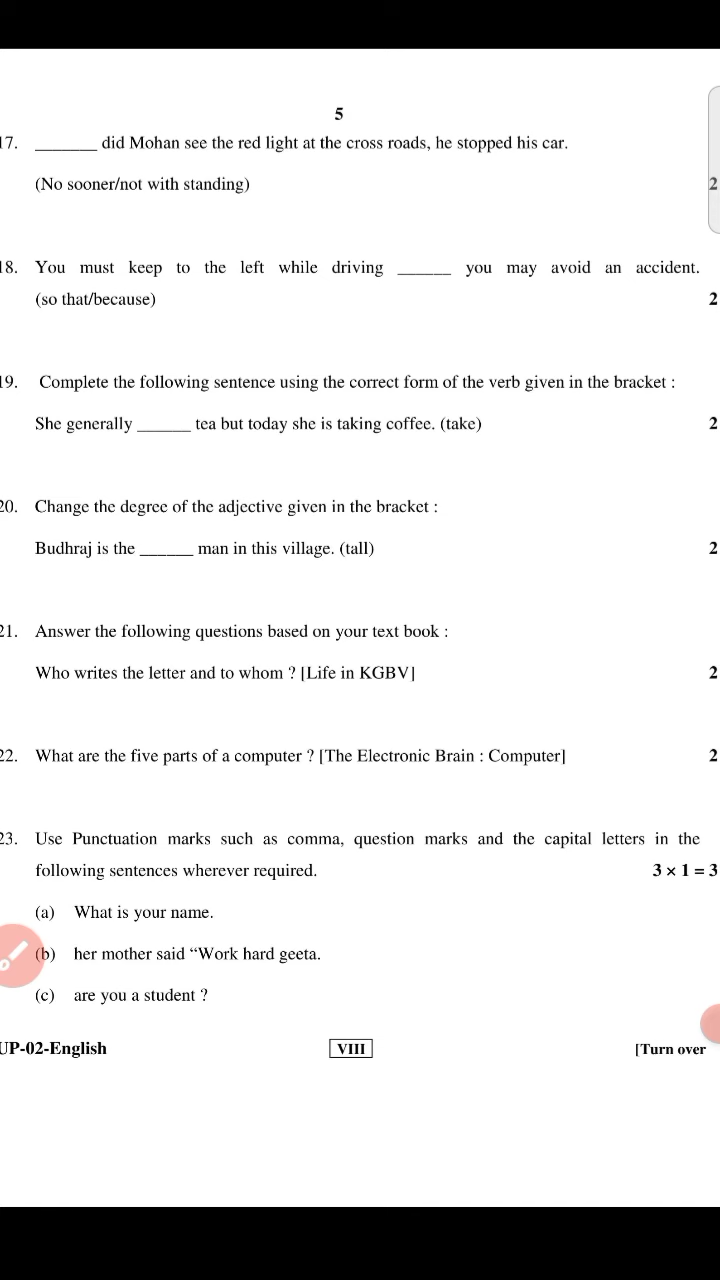 5
17. _______ did Mohan see the red light at the cross roads, he stopped his car.
(No sooner/not with standing)
2
18. You must keep to the left while driving ______ you may avoid an accident.
(so that/because)
2
19. Complete the following sentence using the correct form of the verb given in the bracket :
She generally ______ tea but today she is taking coffee. (take)
2
20. Change the degree of the adjective given in the bracket :
Budhraj is the ______ man in this village. (tall)
2
21. Answer the following questions based on your text book :
Who writes the letter and to whom ? [Life in KGBV]
2
22. What are the five parts of a computer ? [The Electronic Brain : Computer]
2
23. Use Punctuation marks such as comma, question marks and the capital letters in the
following sentences wherever required.
3 × 1 = 3
(a) What is your name.
(b) her mother said “Work hard geeta.
(c) are you a student ?
UP-02-English
VIII
[Turn over